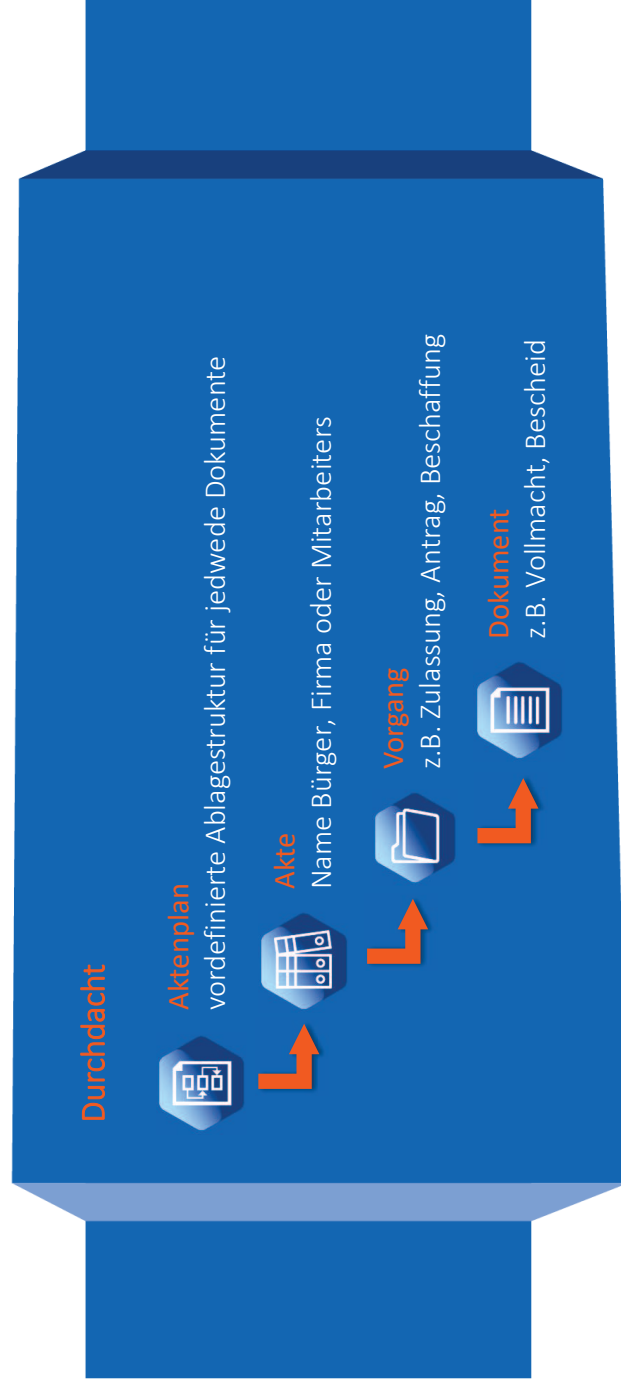 Durchdacht
Aktenplan
vordefinierte Ablagestruktur für jedwede Dokumente
Akte
Name Bürger, Firma oder Mitarbeiters
Vorgang
z.B. Zulassung, Antrag, Beschaffung
Dokument
z.B. Vollmacht, Bescheid